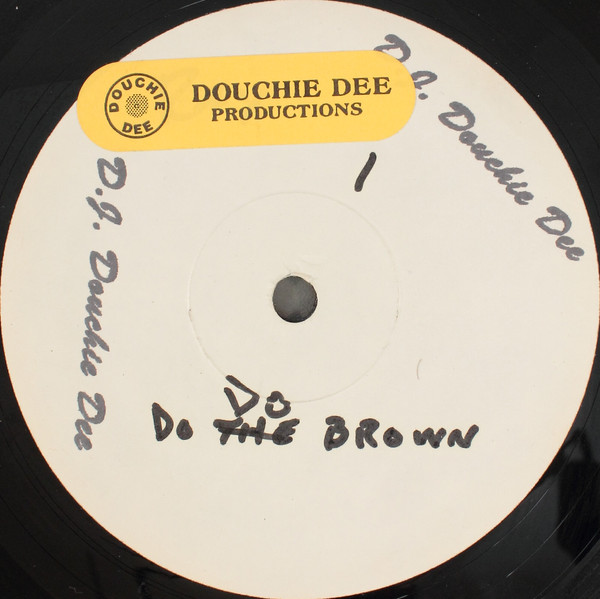 DOUCHIE
DEE
DOUCHIE DEE
PRODUCTIONS
D.J. Douchie Dee
1
D.J. Douchie Dee
DO
DO THE BROWN